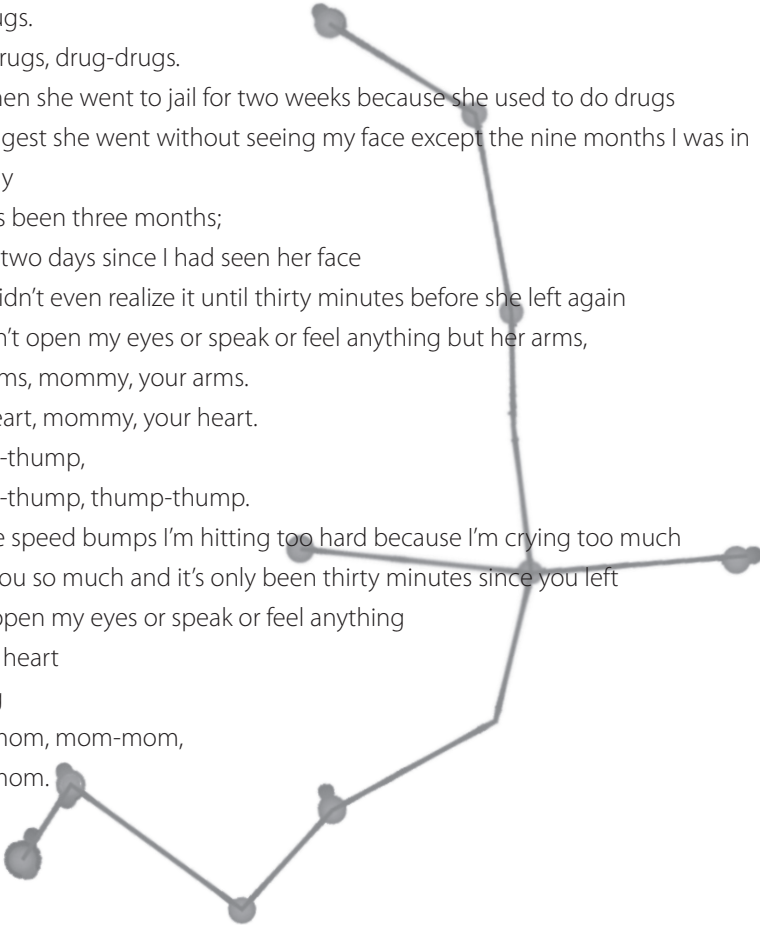 ugs.
rugs, drug-drugs.
hen she went to jail for two weeks because she used to do drugs
gest she went without seeing my face except the nine months I was in
y
s been three months;
two days since I had seen her face
idn’t even realize it until thirty minutes before she left again
n’t open my eyes or speak or feel anything but her arms,
ms, mommy, your arms.
eart, mommy, your heart.
-thump,
-thump, thump-thump.
e speed bumps I’m hitting too hard because I’m crying too much
ou so much and it’s only been thirty minutes since you left
open my eyes or speak or feel anything
heart
g
mom, mom-mom,
mom.